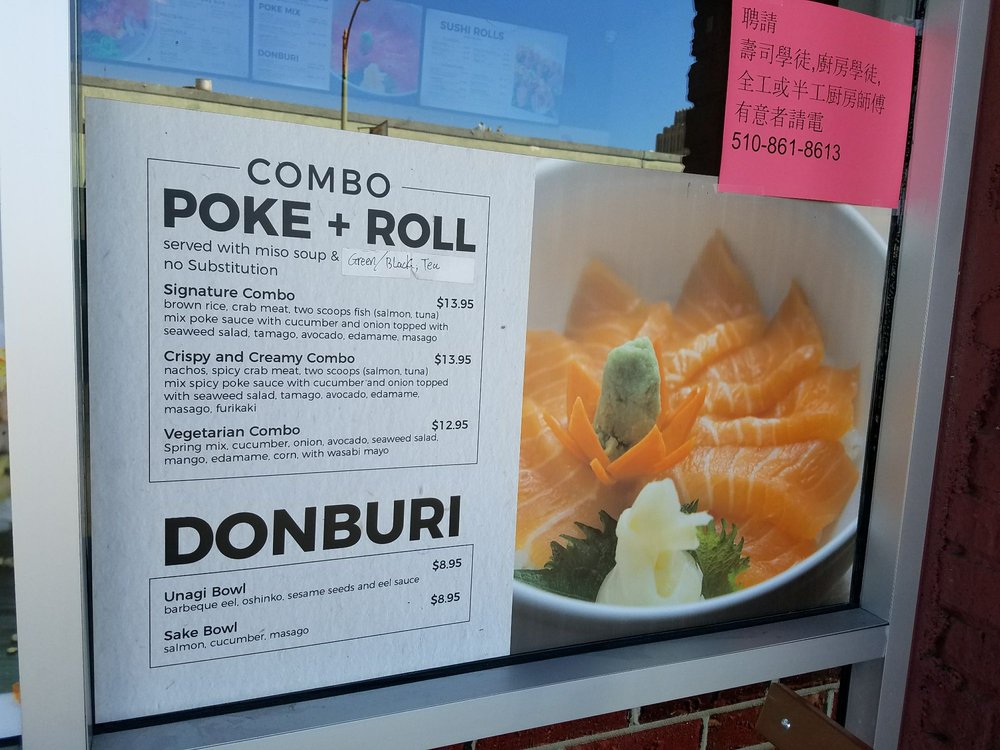 POKE MIX
DONBURI
SUSHI ROLLS
聘請
壽司學徒,廚房學徒,
全工或半工厨房師傅
有意者請電
510-861-8613
COMBO
POKE + ROLL
served with miso soup & Green/Black, Tea
no Substitution
Signature Combo $13.95
brown rice, crab meat, two scoops fish (salmon, tuna)
mix poke sauce with cucumber and onion topped with
seaweed salad, tamago, avocado, edamame, masago
Crispy and Creamy Combo $13.95
nachos, spicy crab meat, two scoops (salmon, tuna)
mix spicy poke sauce with cucumber and onion topped
with seaweed salad, tamago, avocado, edamame,
masago, furikaki
Vegetarian Combo $12.95
Spring mix, cucumber, onion, avocado, seaweed salad,
mango, edamame, corn, with wasabi mayo
DONBURI
Unagi Bowl $8.95
barbeque eel, oshinko, sesame seeds and eel sauce
Sake Bowl $8.95
salmon, cucumber, masago